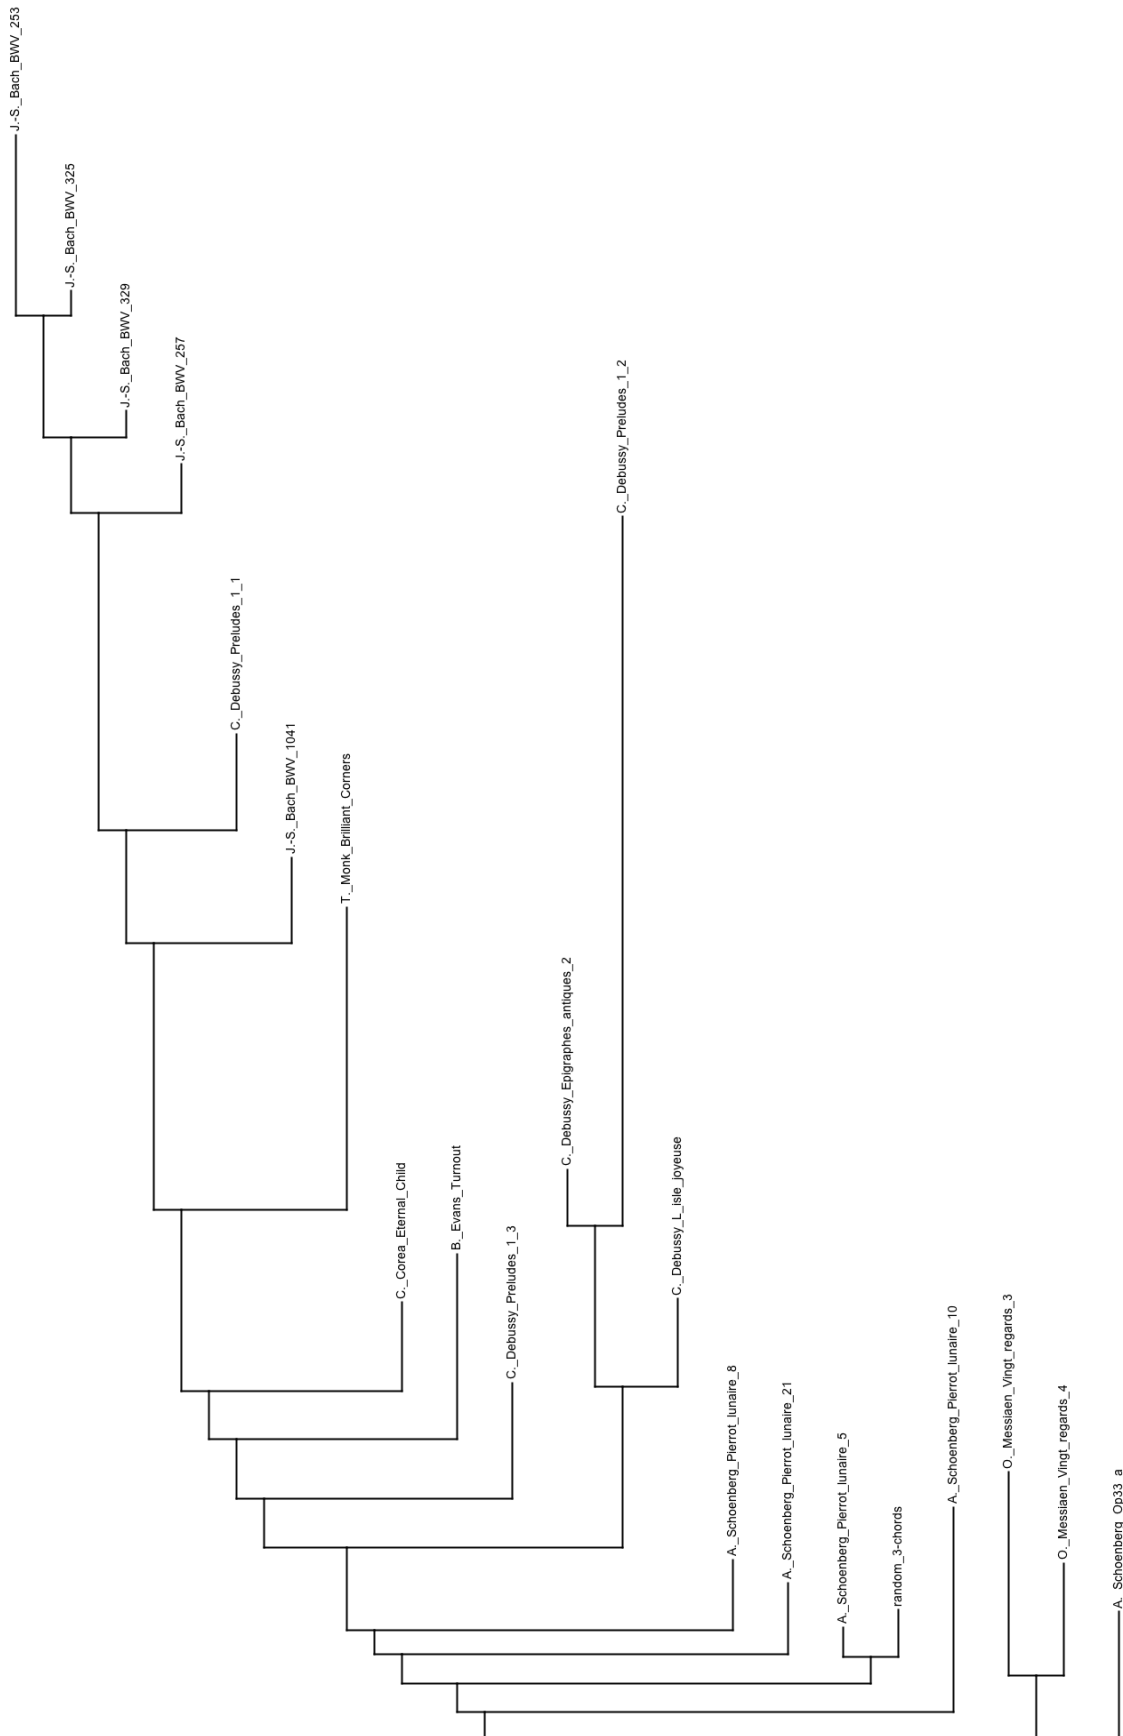 J.-S._Bach_BWV_253
J.-S._Bach_BWV_325
J.-S._Bach_BWV_329
J.-S._Bach_BWV_257
C._Debussy_Preludes_1_1
J.-S._Bach_BWV_1041
T._Monk_Brilliant_Corners
C._Corea_Eternal_Child
B._Evans_Turnout
C._Debussy_Preludes_1_3
C._Debussy_Epigraphes_antiques_2
C._Debussy_Preludes_1_2
C._Debussy_L_isle_joyeuse
A._Schoenberg_Pierrot_lunaire_8
A._Schoenberg_Pierrot_lunaire_21
A._Schoenberg_Pierrot_lunaire_5
random_3-chords
A._Schoenberg_Pierrot_lunaire_10
O._Messiaen_Vingt_regards_3
O._Messiaen_Vingt_regards_4
A._Schoenberg_Op33_a